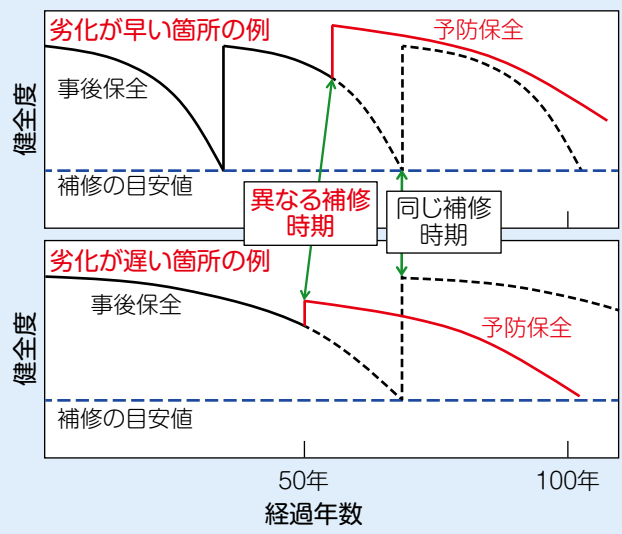 劣化が早い箇所の例
予防保全
事後保全
健全度
補修の目安値
異なる補修
時期
同じ補修
時期
劣化が遅い箇所の例
事後保全
予防保全
健全度
補修の目安値
50年
100年
経過年数